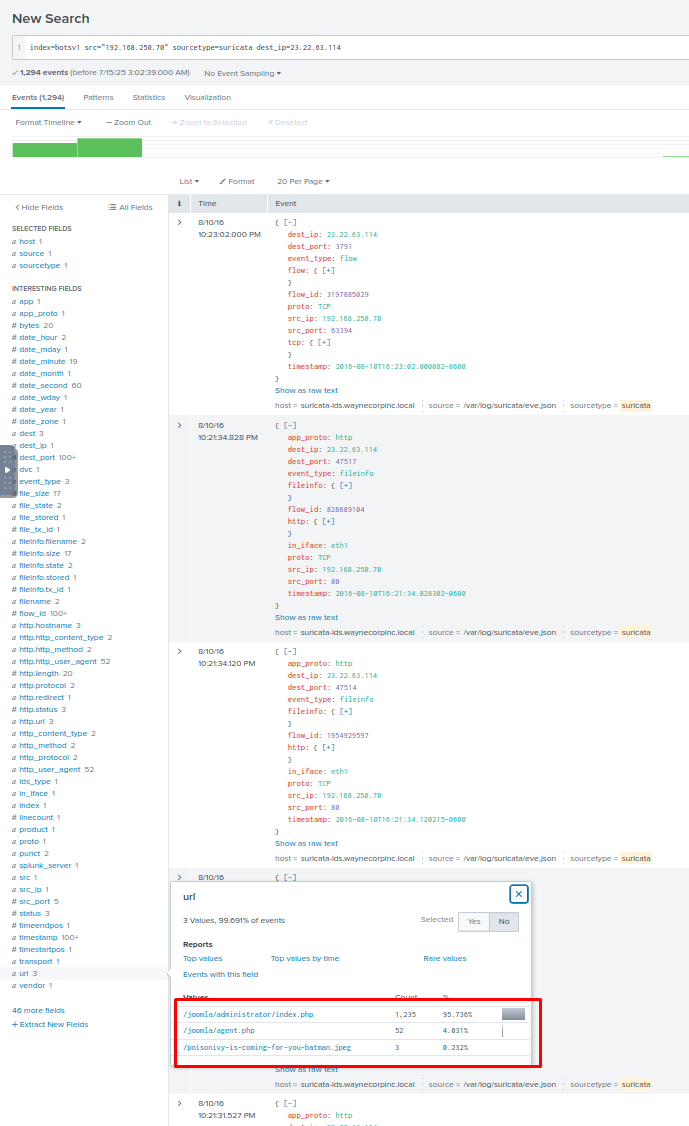 New Search
1 index=botsv1 src="192.168.250.70" sourcetype=suricata dest_ip=23.22.63.114
✓ 1,294 events (before 7/15/25 3:02:39.000 AM) No Event Sampling
Events (1,294) Patterns Statistics Visualization
Format Timeline — Zoom Out + Zoom to Selection × Deselect
List Format 20 Per Page
< Hide Fields All Fields
i Time Event
SELECTED FIELDS
a host 1
a source 1
a sourcetype 1
INTERESTING FIELDS
a app 1
a app_proto 1
# bytes 20
# date_hour 2
# date_mday 1
# date_minute 19
a date_month 1
# date_second 60
a date_wday 1
# date_year 1
a date_zone 1
a dest 3
a dest_ip 1
# dest_port 100+
a dvc 1
a event_type 3
# file_size 17
a file_state 2
a file_stored 1
# file_tx_id 1
a fileinfo.filename 2
# fileinfo.size 17
a fileinfo.state 2
a fileinfo.stored 1
# fileinfo.tx_id 1
a filename 2
# flow_id 100+
a http.hostname 3
a http.http_content_type 2
a http.http_method 2
a http.http_user_agent 52
# http.length 20
a http.protocol 2
a http.redirect 1
# http.status 3
a http.url 3
a http_content_type 2
a http_method 2
a http_protocol 2
a http_user_agent 52
a ids_type 1
a in_iface 1
a index 1
# linecount 1
a product 1
a proto 1
a punct 2
a splunk_server 1
a src 1
a src_ip 1
# src_port 5
# status 3
a timeendpos 1
a timestamp 100+
# timestartpos 1
a transport 1
a url 3
a vendor 1
46 more fields
+ Extract New Fields
> 8/10/16
10:23:02.000 PM
{ [-]
dest_ip: 23.22.63.114
dest_port: 3791
event_type: flow
flow: { [+]
}
flow_id: 3197885029
proto: TCP
src_ip: 192.168.250.70
src_port: 63394
tcp: { [+]
}
timestamp: 2016-08-10T16:23:02.000082-0600
}
Show as raw text
host = suricata-ids.waynecorpinc.local source = /var/log/suricata/eve.json sourcetype = suricata
> 8/10/16
10:21:34.828 PM
{ [-]
app_proto: http
dest_ip: 23.22.63.114
dest_port: 47517
event_type: fileinfo
fileinfo: { [+]
}
flow_id: 828689104
http: { [+]
}
in_iface: eth1
proto: TCP
src_ip: 192.168.250.70
src_port: 80
timestamp: 2016-08-10T16:21:34.828302-0600
}
Show as raw text
host = suricata-ids.waynecorpinc.local source = /var/log/suricata/eve.json sourcetype = suricata
> 8/10/16
10:21:34.120 PM
{ [-]
app_proto: http
dest_ip: 23.22.63.114
dest_port: 47514
event_type: fileinfo
fileinfo: { [+]
}
flow_id: 1954929597
http: { [+]
}
in_iface: eth1
proto: TCP
src_ip: 192.168.250.70
src_port: 80
timestamp: 2016-08-10T16:21:34.120215-0600
}
Show as raw text
host = suricata-ids.waynecorpinc.local source = /var/log/suricata/eve.json sourcetype = suricata
> 8/10/16 { [-]
url ×
3 Values, 99.691% of events Selected Yes No
Reports
Top values Top values by time Rare values
Events with this field
Values Count %
/joomla/administrator/index.php 1,235 95.736%
/joomla/agent.php 52 4.031%
/poisonivy-is-coming-for-you-batman.jpeg 3 0.232%
Show as raw text
host = suricata-ids.waynecorpinc.local source = /var/log/suricata/eve.json sourcetype = suricata
> 8/10/16
10:21:31.527 PM
{ [-]
app_proto: http